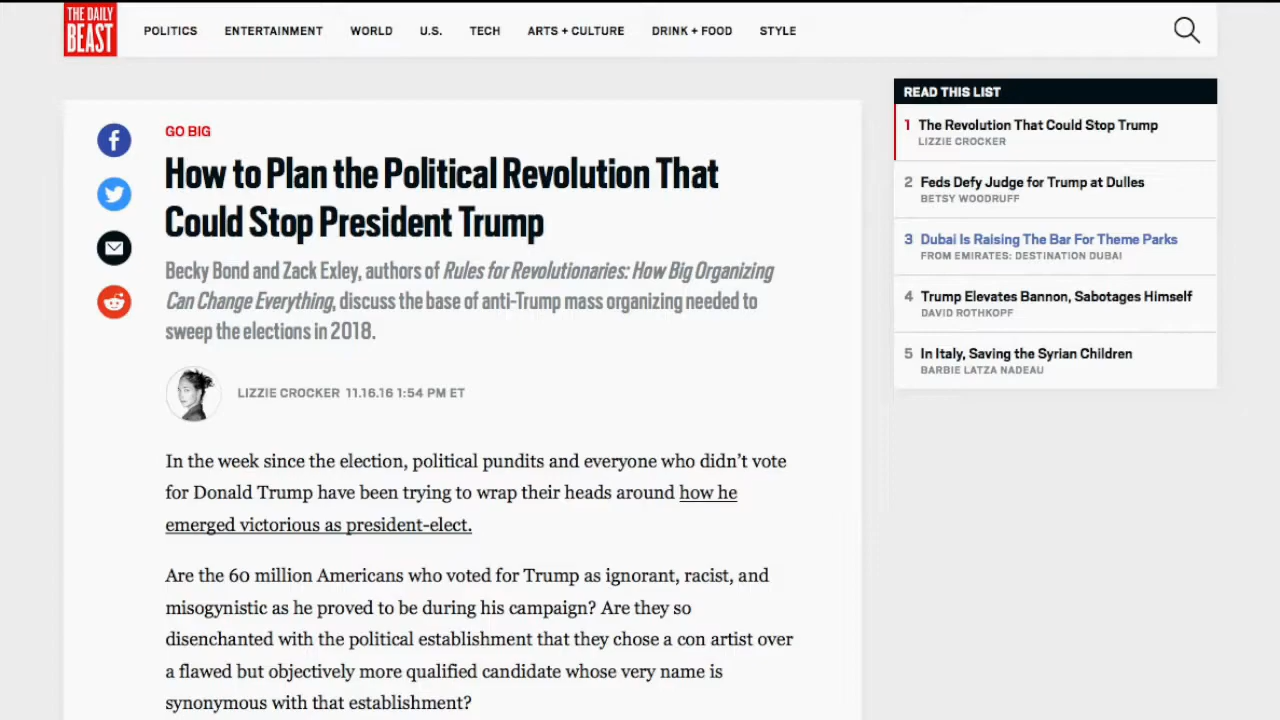 THE DAILY
BEAST
POLITICS ENTERTAINMENT WORLD U.S. TECH ARTS + CULTURE DRINK + FOOD STYLE
GO BIG
How to Plan the Political Revolution That
Could Stop President Trump
Becky Bond and Zack Exley, authors of Rules for Revolutionaries: How Big Organizing
Can Change Everything, discuss the base of anti-Trump mass organizing needed to
sweep the elections in 2018.
LIZZIE CROCKER 11.16.16 1:54 PM ET
In the week since the election, political pundits and everyone who didn't vote
for Donald Trump have been trying to wrap their heads around how he
emerged victorious as president-elect.
Are the 60 million Americans who voted for Trump as ignorant, racist, and
misogynistic as he proved to be during his campaign? Are they so
disenchanted with the political establishment that they chose a con artist over
a flawed but objectively more qualified candidate whose very name is
synonymous with that establishment?
READ THIS LIST
1 The Revolution That Could Stop Trump
LIZZIE CROCKER
2 Feds Defy Judge for Trump at Dulles
BETSY WOODRUFF
3 Dubai Is Raising The Bar For Theme Parks
FROM EMIRATES: DESTINATION DUBAI
4 Trump Elevates Bannon, Sabotages Himself
DAVID ROTHKOPF
5 In Italy, Saving the Syrian Children
BARBIE LATZA NADEAU